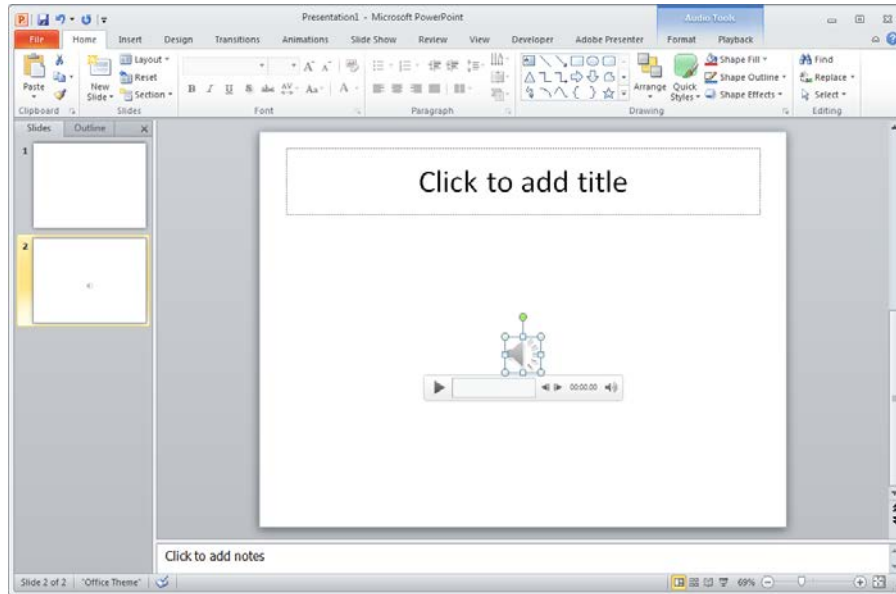 Presentation1 - Microsoft PowerPoint
Audio Tools
File Home Insert Design Transitions Animations Slide Show Review View Developer Adobe Presenter Format Playback
Paste
New
Slide
Layout
Reset
Section
B I U S abc AV Aa A
A A
Arrange
Quick
Styles
Shape Fill
Shape Outline
Shape Effects
Find
Replace
Select
Clipboard Slides Font Paragraph Drawing Editing
Slides Outline
1
2
Click to add title
00:00.00
Click to add notes
Slide 2 of 2 "Office Theme" 69%